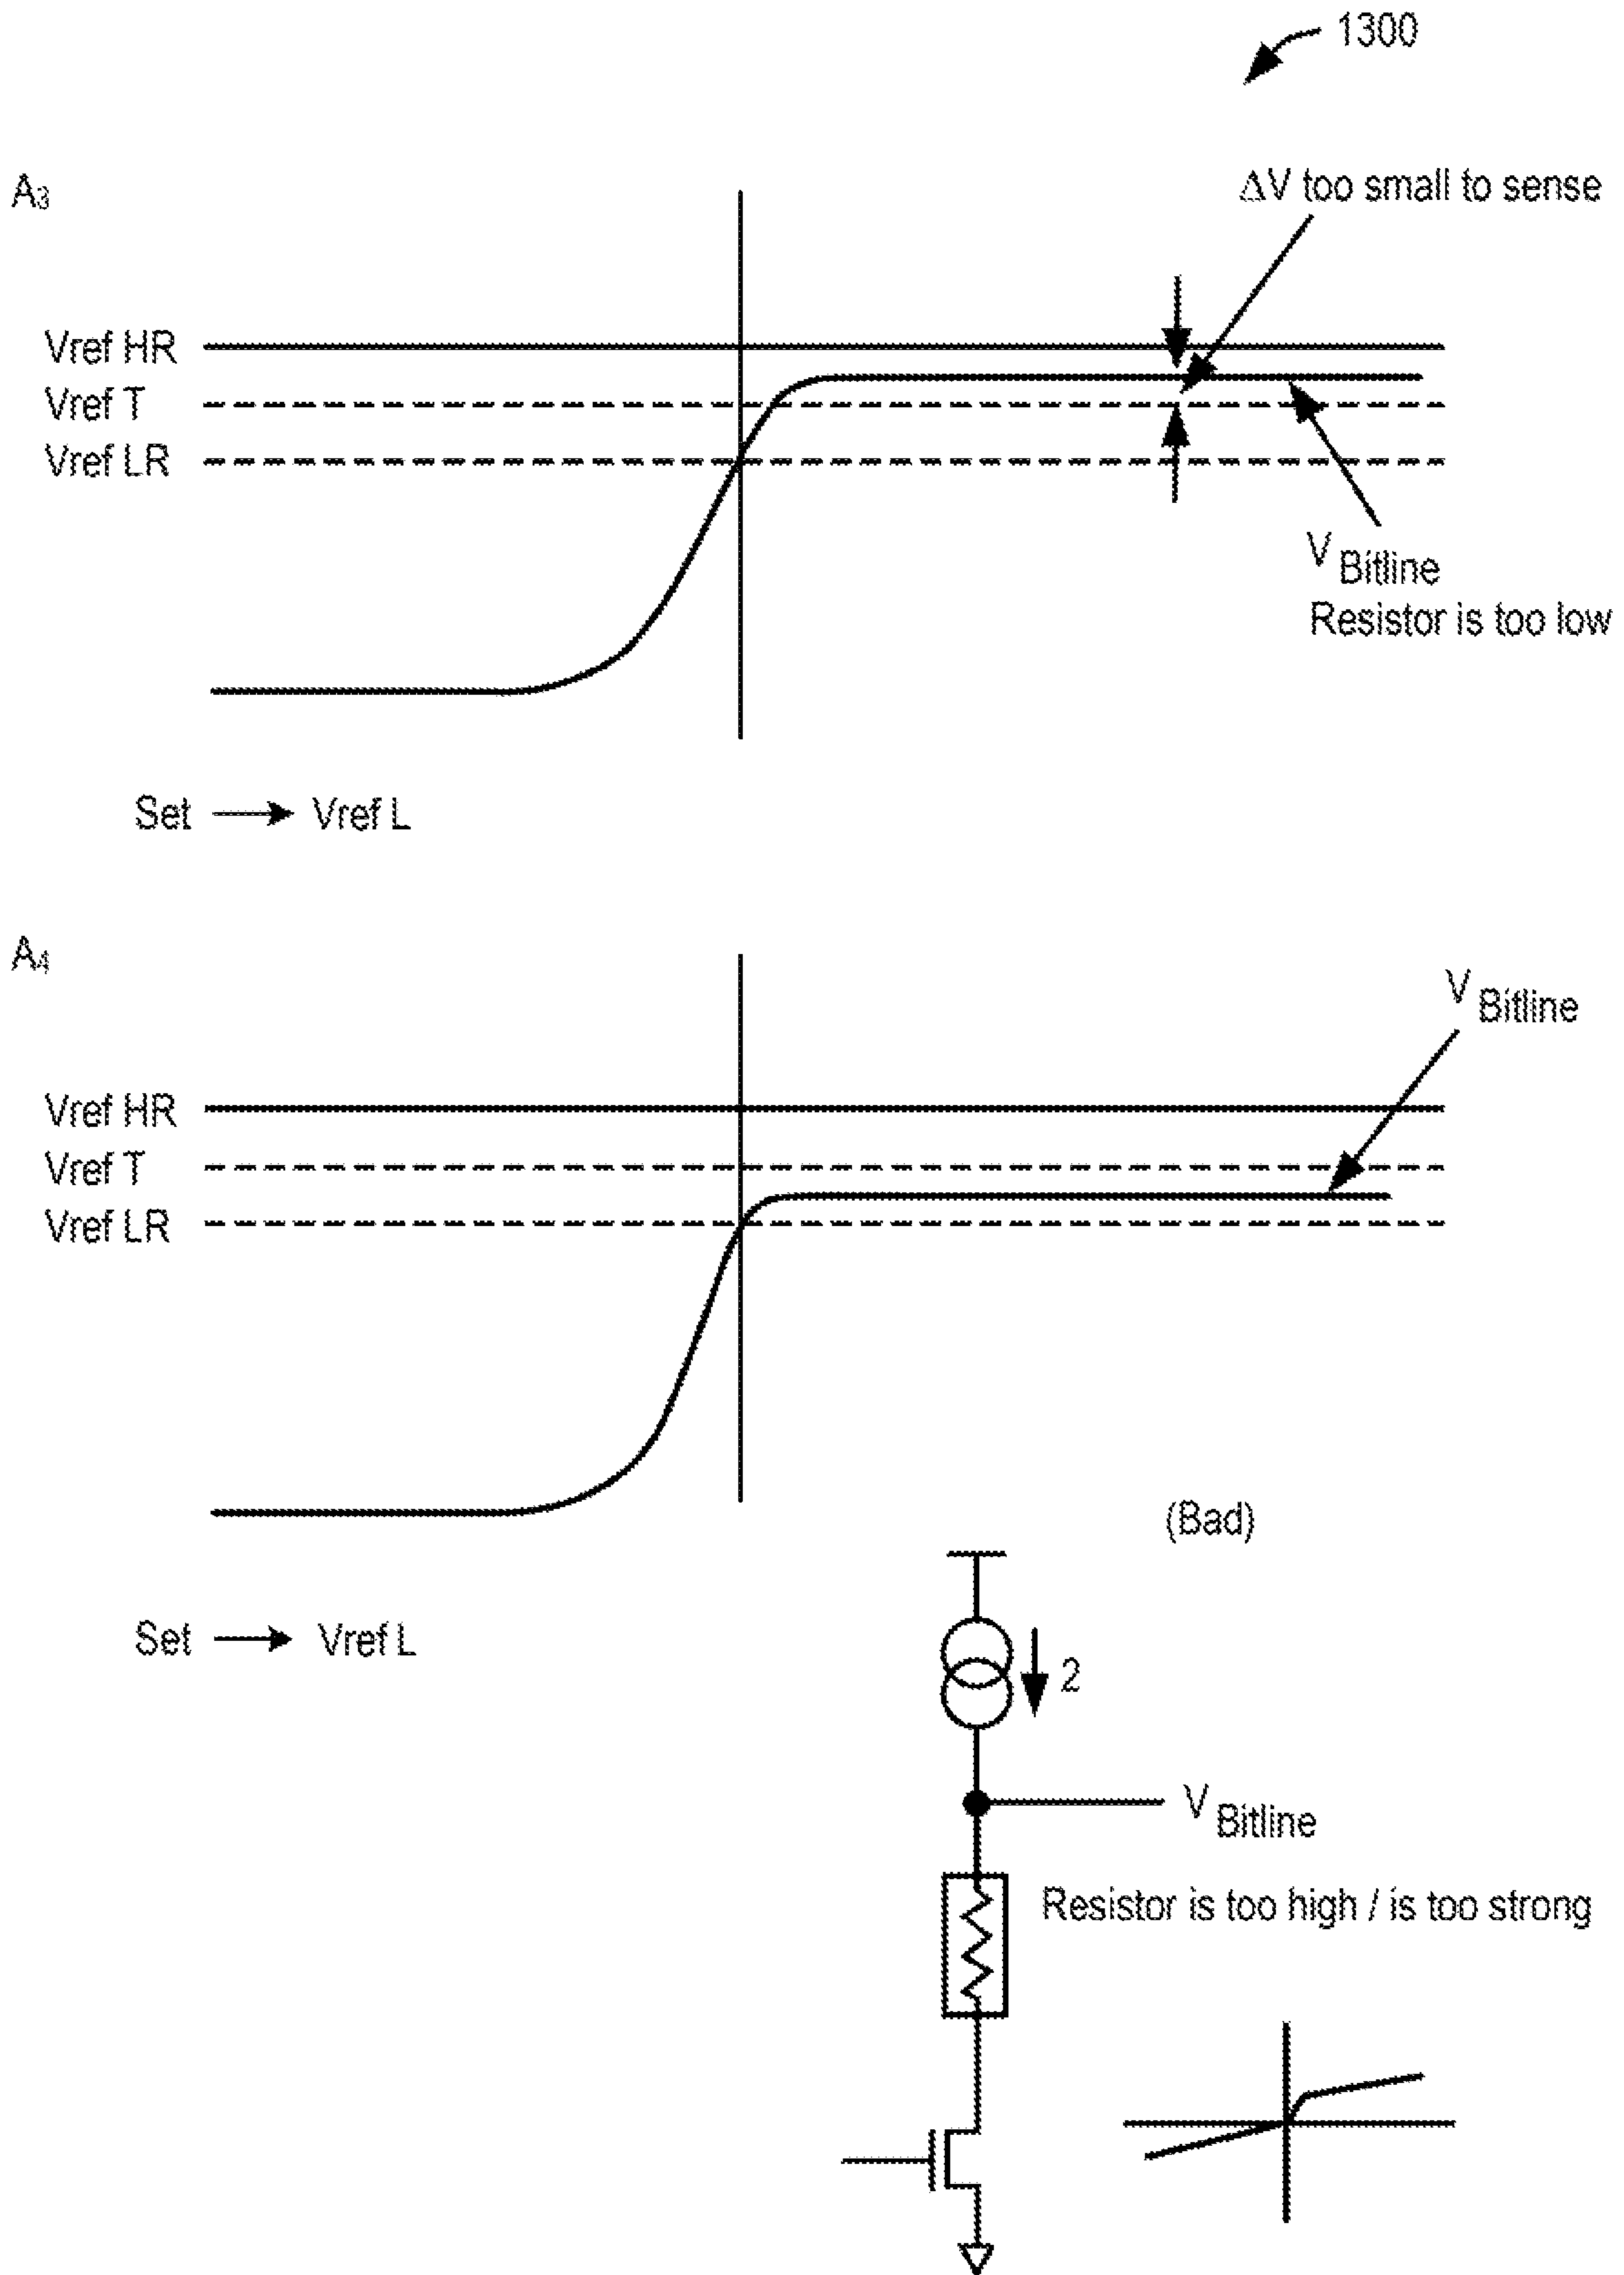 1300
A3
ΔV too small to sense
Vref HR
Vref T
Vref LR
V Bitline
Resistor is too low
Set → Vref L
A4
V Bitline
Vref HR
Vref T
Vref LR
(Bad)
Set → Vref L
2
V Bitline
Resistor is too high / is too strong